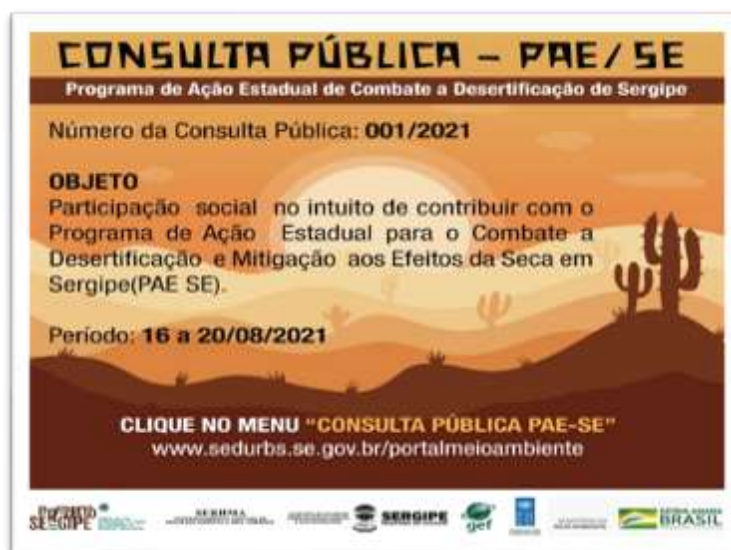 CONSULTA PÚBLICA – PAE/SE
Programa de Ação Estadual de Combate a Desertificação de Sergipe
Número da Consulta Pública: 001/2021
OBJETO
Participação social no intuito de contribuir com o
Programa de Ação Estadual para o Combate a
Desertificação e Mitigação aos Efeitos da Seca em
Sergipe(PAE SE).
Período: 16 a 20/08/2021
CLIQUE NO MENU “CONSULTA PÚBLICA PAE-SE”
www.sedurbs.se.gov.br/portalmeioambiente
SERGIPE
SERGIPE
gef
BRASIL